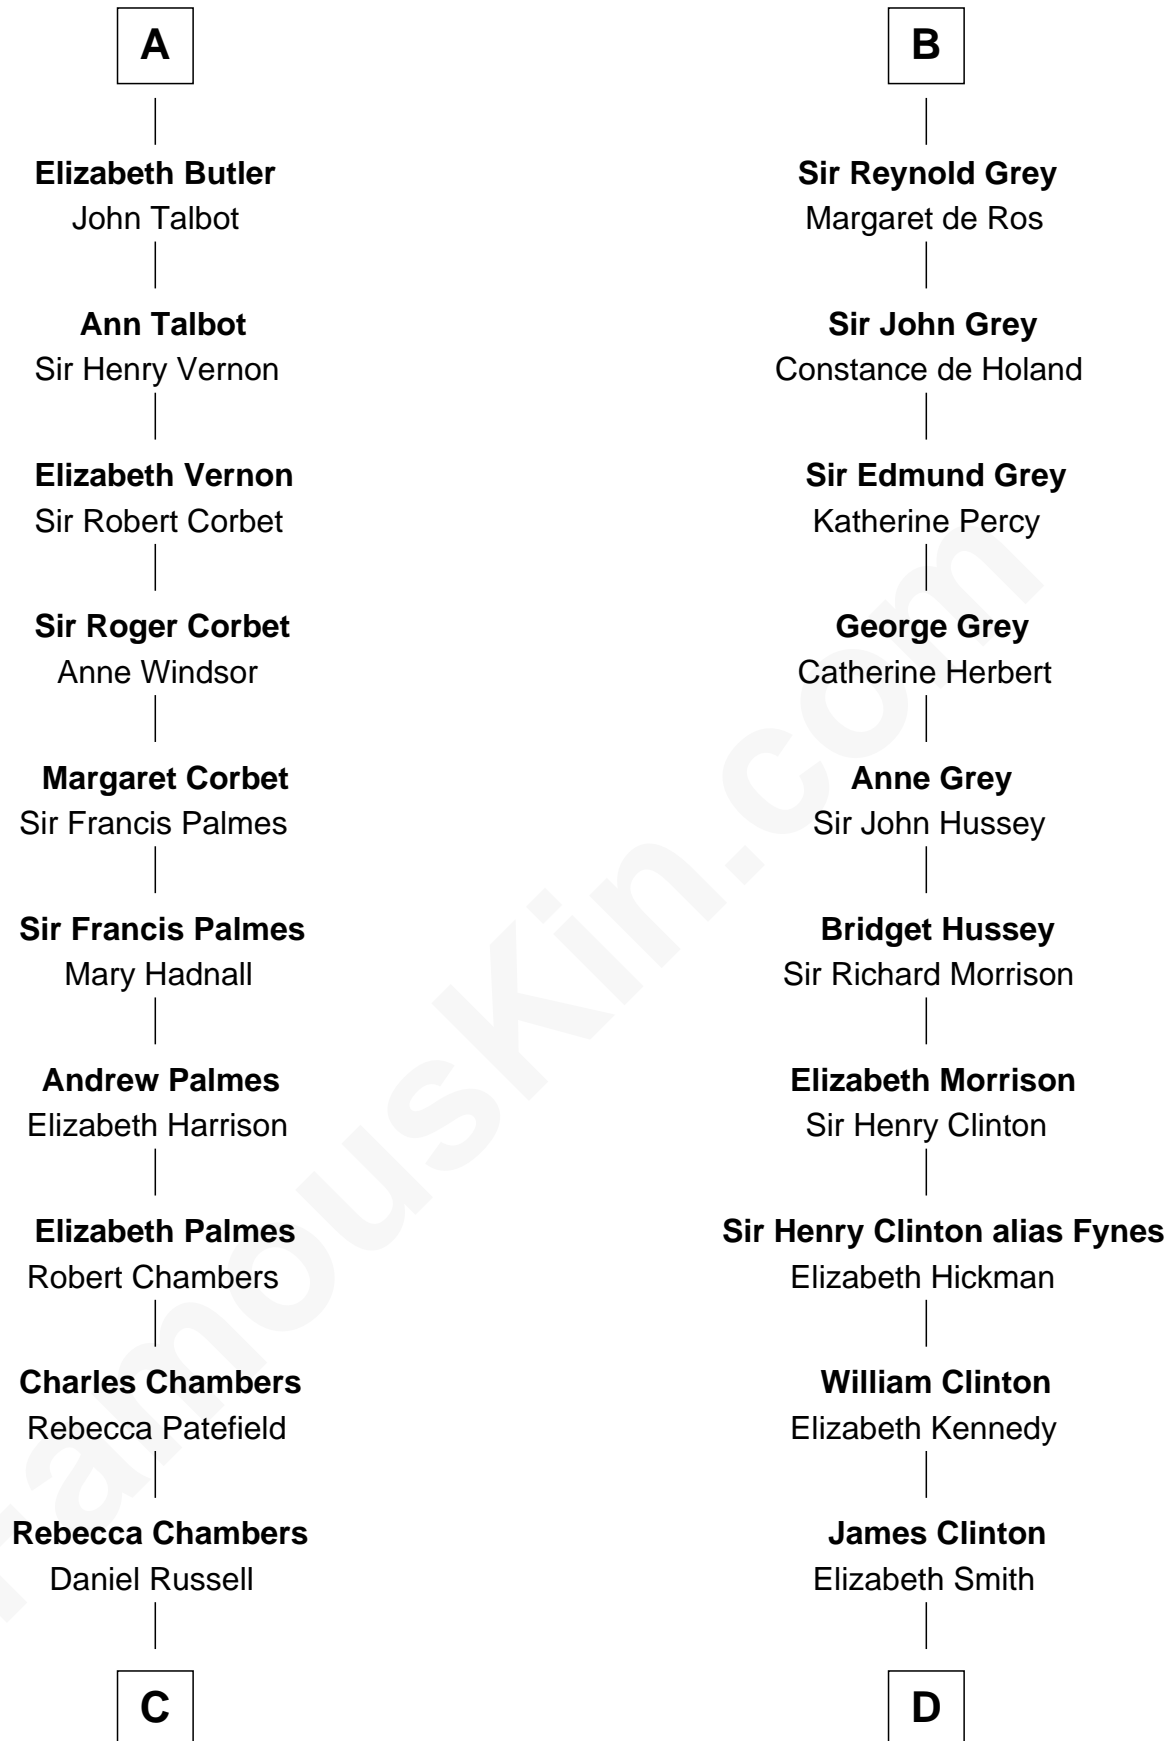 A
Elizabeth Butler
John Talbot
Ann Talbot
Sir Henry Vernon
Elizabeth Vernon
Sir Robert Corbet
Sir Roger Corbet
Anne Windsor
Margaret Corbet
Sir Francis Palmes
Sir Francis Palmes
Mary Hadnall
Andrew Palmes
Elizabeth Harrison
Elizabeth Palmes
Robert Chambers
Charles Chambers
Rebecca Patefield
Rebecca Chambers
Daniel Russell
C
B
Sir Reynold Grey
Margaret de Ros
Sir John Grey
Constance de Holand
Sir Edmund Grey
Katherine Percy
George Grey
Catherine Herbert
Anne Grey
Sir John Hussey
Bridget Hussey
Sir Richard Morrison
Elizabeth Morrison
Sir Henry Clinton
Sir Henry Clinton alias Fynes
Elizabeth Hickman
William Clinton
Elizabeth Kennedy
James Clinton
Elizabeth Smith
D
FamousKin.com